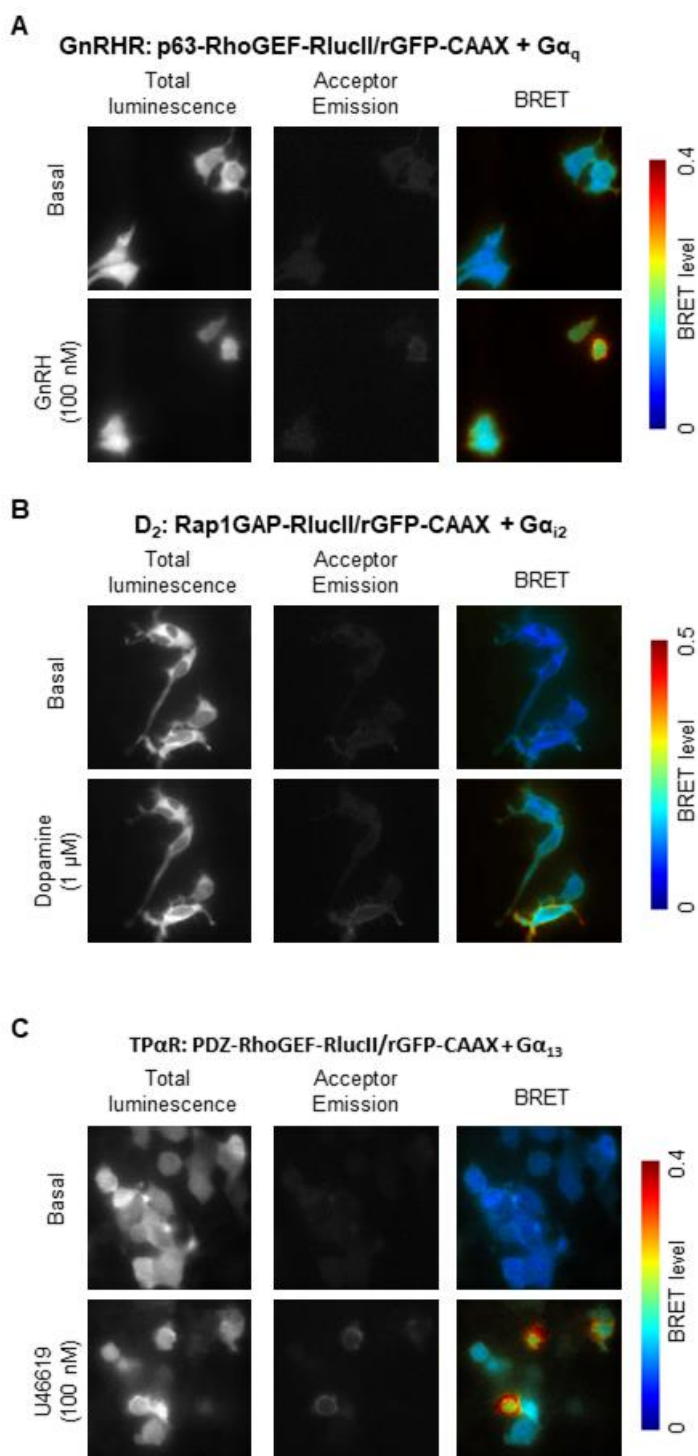 A
GnRHR: p63-RhoGEF-RlucII/rGFP-CAAX + Gαq
Total luminescence
Acceptor Emission
BRET
Basal
GnRH (100 nM)
0.4
BRET level
0
B
D2: Rap1GAP-RlucII/rGFP-CAAX + Gαi2
Total luminescence
Acceptor Emission
BRET
Basal
Dopamine (1 µM)
0.5
BRET level
0
C
TPαR: PDZ-RhoGEF-RlucII/rGFP-CAAX + Gα13
Total luminescence
Acceptor Emission
BRET
Basal
U46619 (100 nM)
0.4
BRET level
0